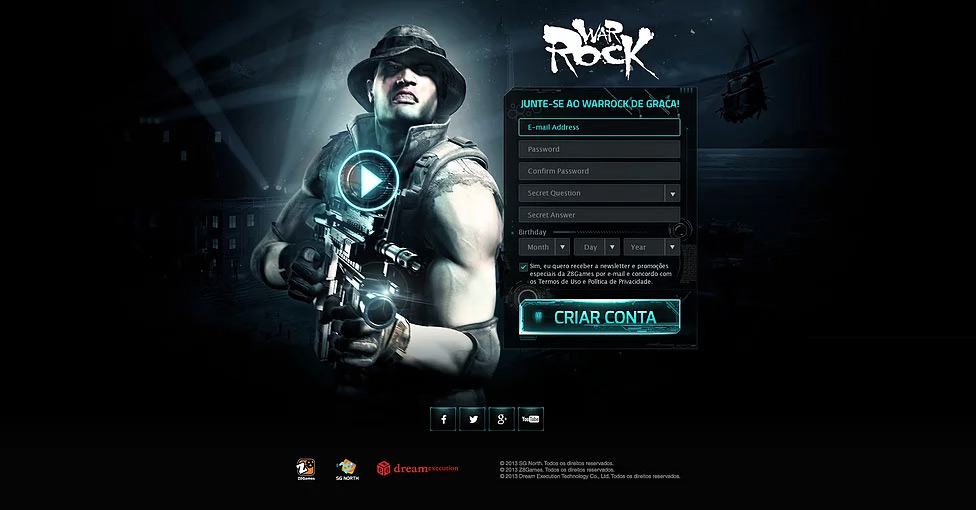 WAR
ROCK
JUNTE-SE AO WARROCK DE GRAÇA!
E-mail Address
Password
Confirm Password
Secret Question
Secret Answer
Birthday
Month Day Year
Sim, eu quero receber a newsletter e promoções
especiais da Z8Games por e-mail e concordo com
os Termos de Uso e Política de Privacidade.
CRIAR CONTA
f g+ YouTube
Z8Games SG NORTH dreamexecution
© 2013 SG North. Todos os direitos reservados.
© 2013 Z8Games. Todos os direitos reservados.
© 2013 Dream Execution Technology Co., Ltd. Todos os direitos reservados.